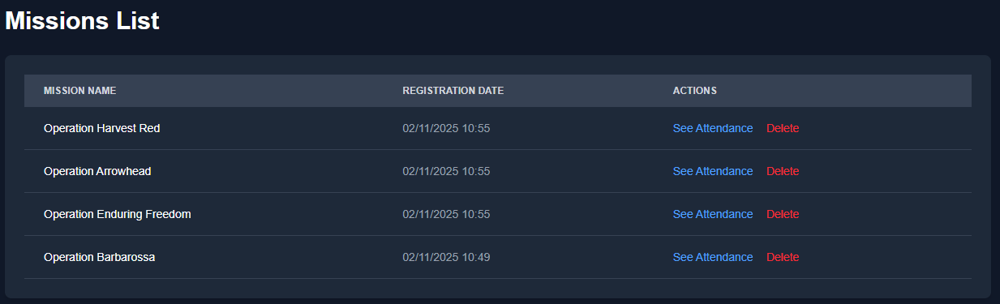 Missions List
MISSION NAME REGISTRATION DATE ACTIONS
Operation Harvest Red 02/11/2025 10:55 See Attendance Delete
Operation Arrowhead 02/11/2025 10:55 See Attendance Delete
Operation Enduring Freedom 02/11/2025 10:55 See Attendance Delete
Operation Barbarossa 02/11/2025 10:49 See Attendance Delete